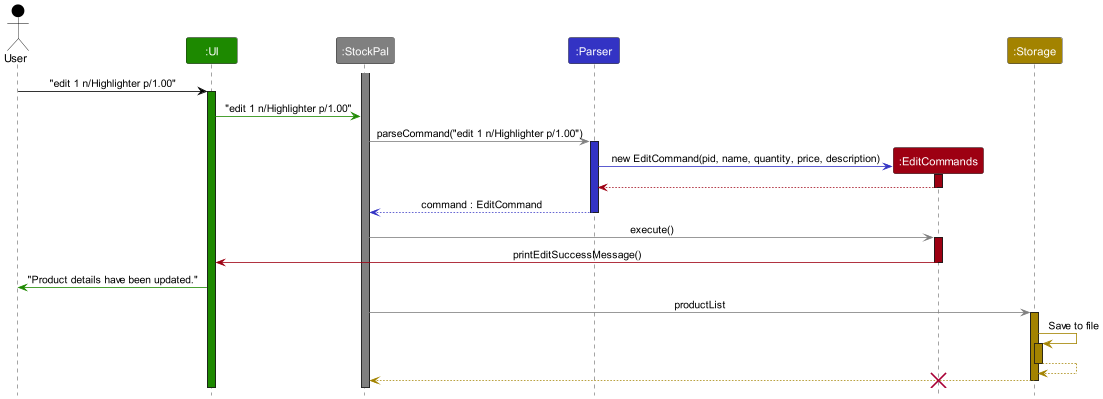 User
:UI
:StockPal
:Parser
:Storage
"edit 1 n/Highlighter p/1.00"
"edit 1 n/Highlighter p/1.00"
parseCommand("edit 1 n/Highlighter p/1.00")
new EditCommand(pid, name, quantity, price, description)
:EditCommands
command : EditCommand
execute()
printEditSuccessMessage()
"Product details have been updated."
productList
Save to file